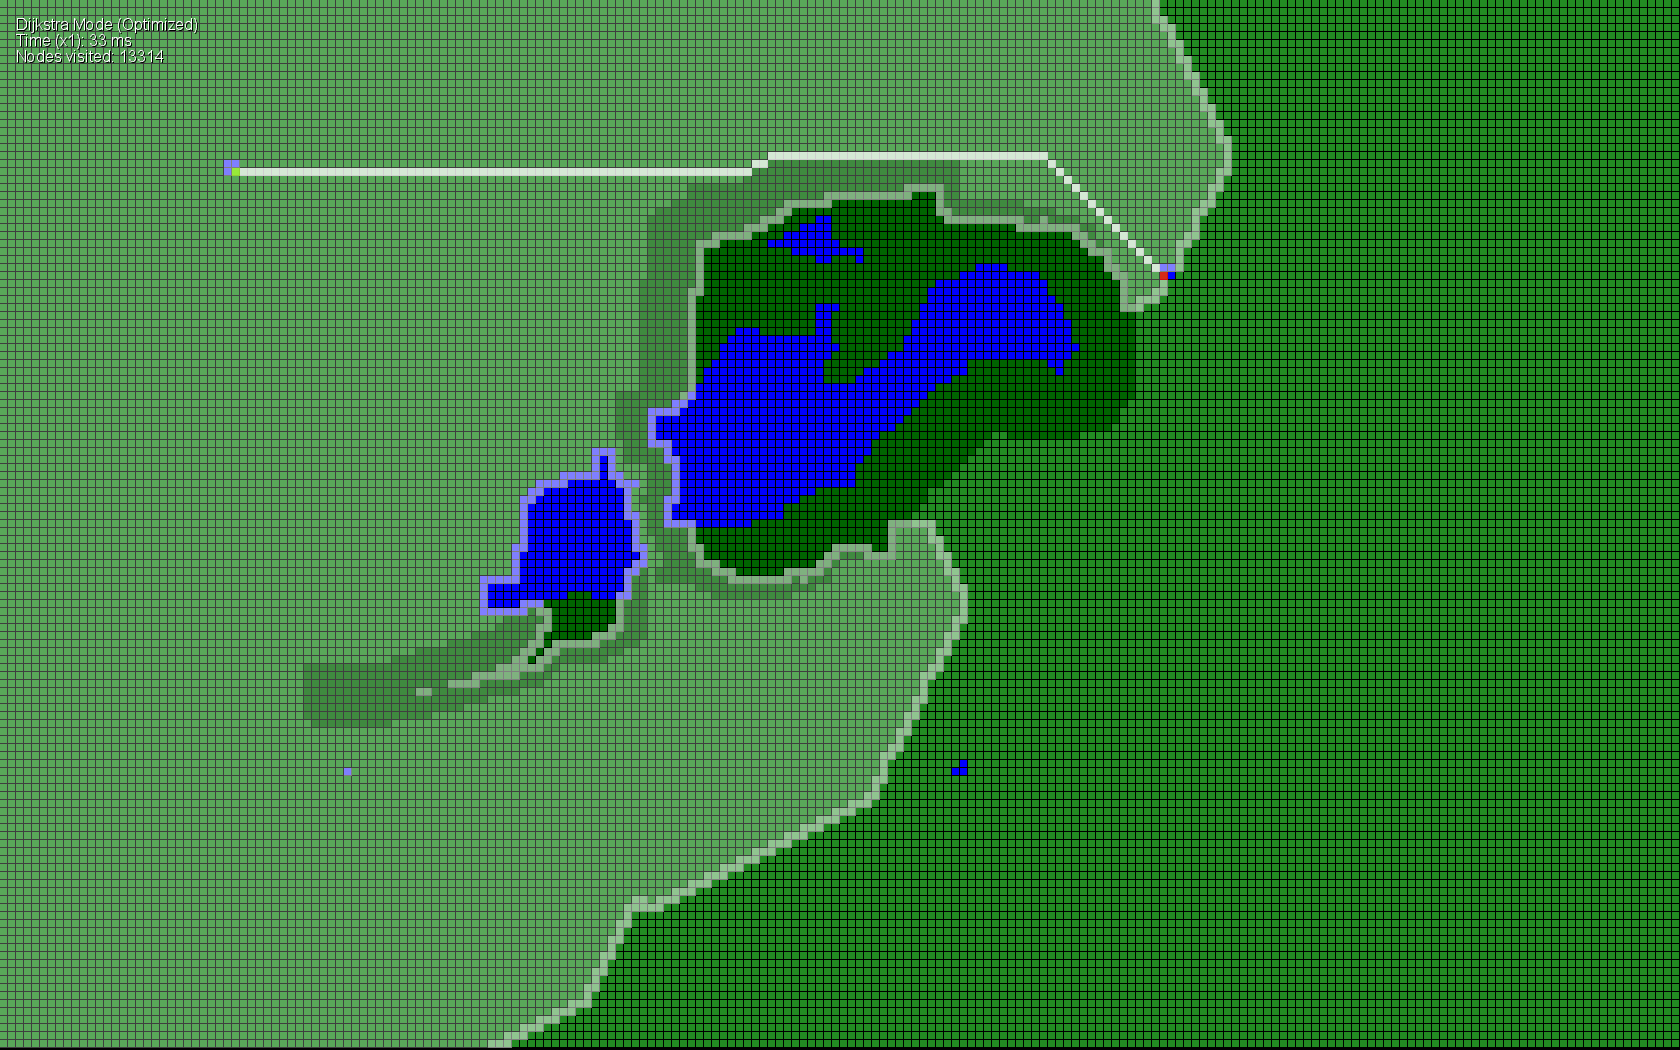 Dijkstra Mode (Optimized)
Time (x1): 33 ms
Nodes visited: 13314